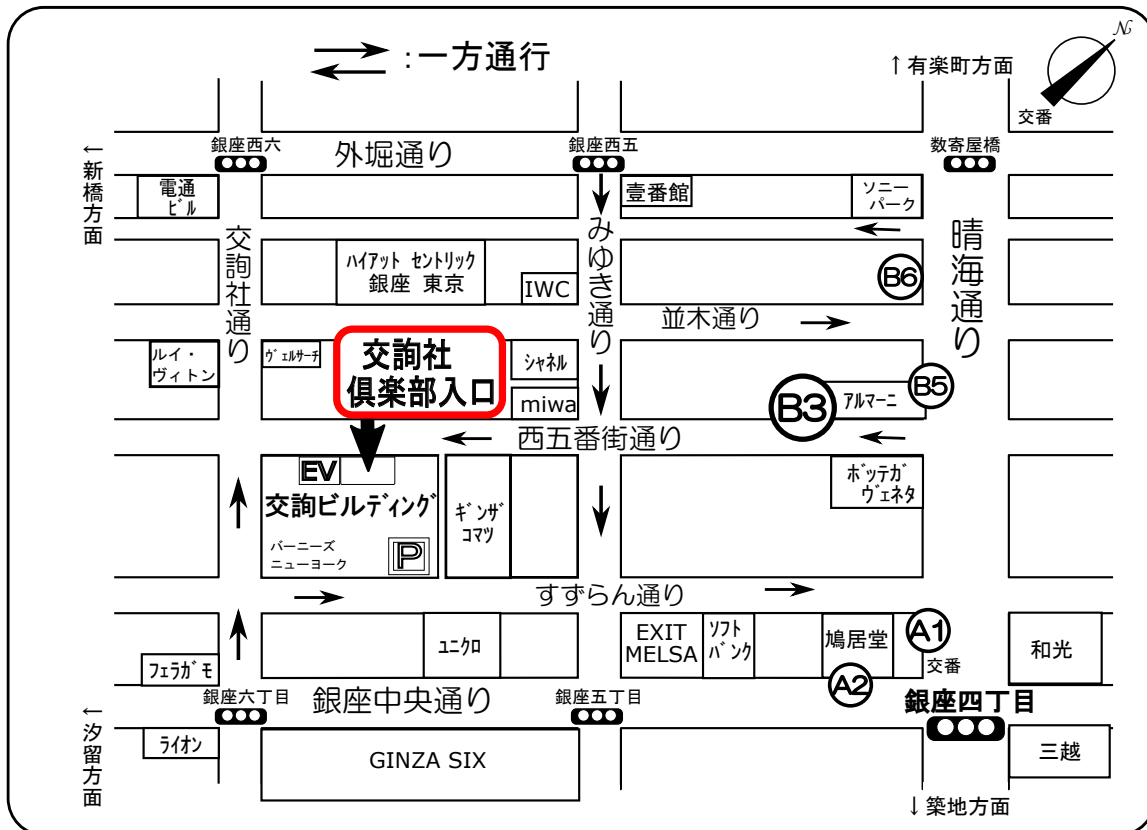 :一方通行
↑有楽町方面
N
交番
銀座西六
銀座西五
数寄屋橋
外堀通り
←新橋方面
電通
ビル
壹番館
ソニー
パーク
交詢社通り
みゆき通り
晴海通り
ハイアット セントリック
銀座 東京
IWC
B6
並木通り
ルイ・
ヴィトン
ヴェルサーチ
交詢社
倶楽部入口
シャネル
miwa
B3
アルマーニ
B5
西五番街通り
EV
交詢ビルディング
バーニーズ
ニューヨーク
P
ギンザ
コマツ
ボッテガ
ヴェネタ
すずらん通り
フェラガモ
ユニクロ
EXIT
MELSA
ソフト
バンク
鳩居堂
A1
交番
A2
和光
銀座六丁目
銀座中央通り
銀座五丁目
銀座四丁目
←汐留方面
ライオン
GINZA SIX
三越
↓築地方面